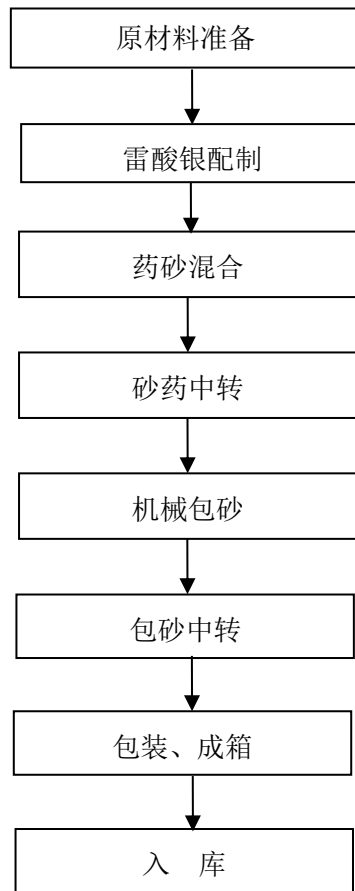 原材料准备
雷酸银配制
药砂混合
砂药中转
机械包砂
包砂中转
包装、成箱
入　库